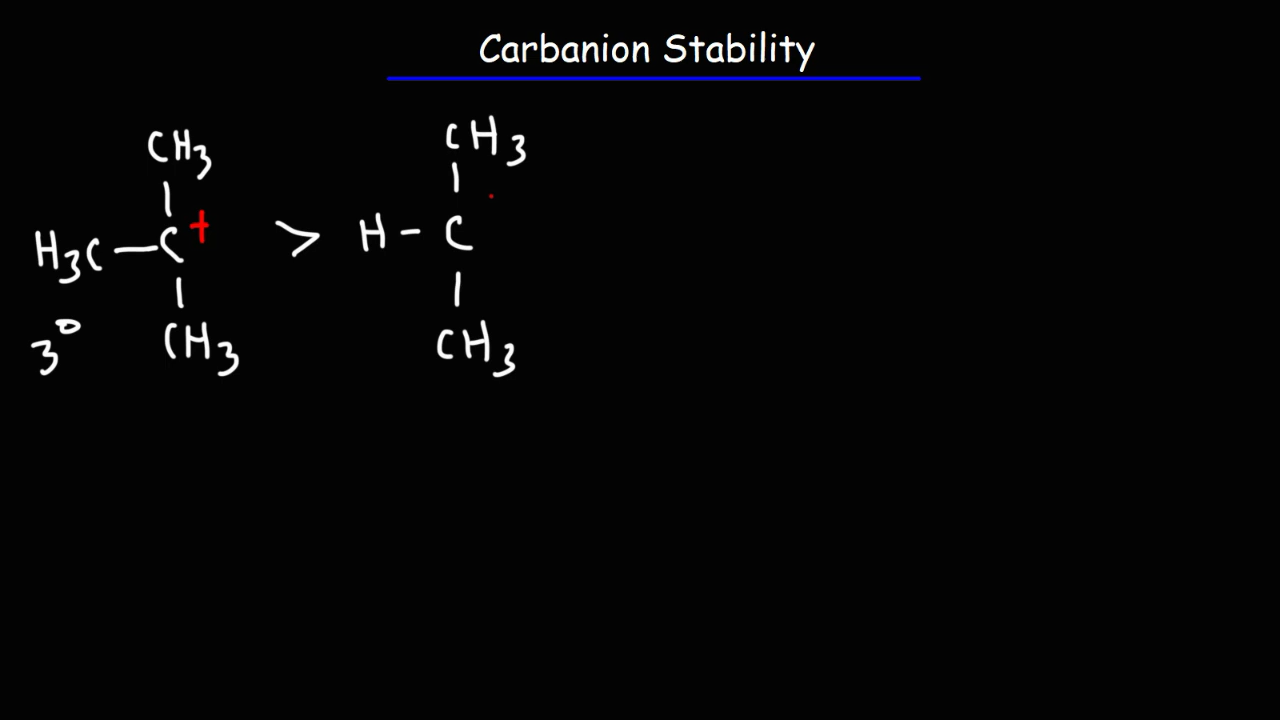 Carbanion Stability
CH3 CH3
H3C—C+ > H-C
3° CH3 CH3